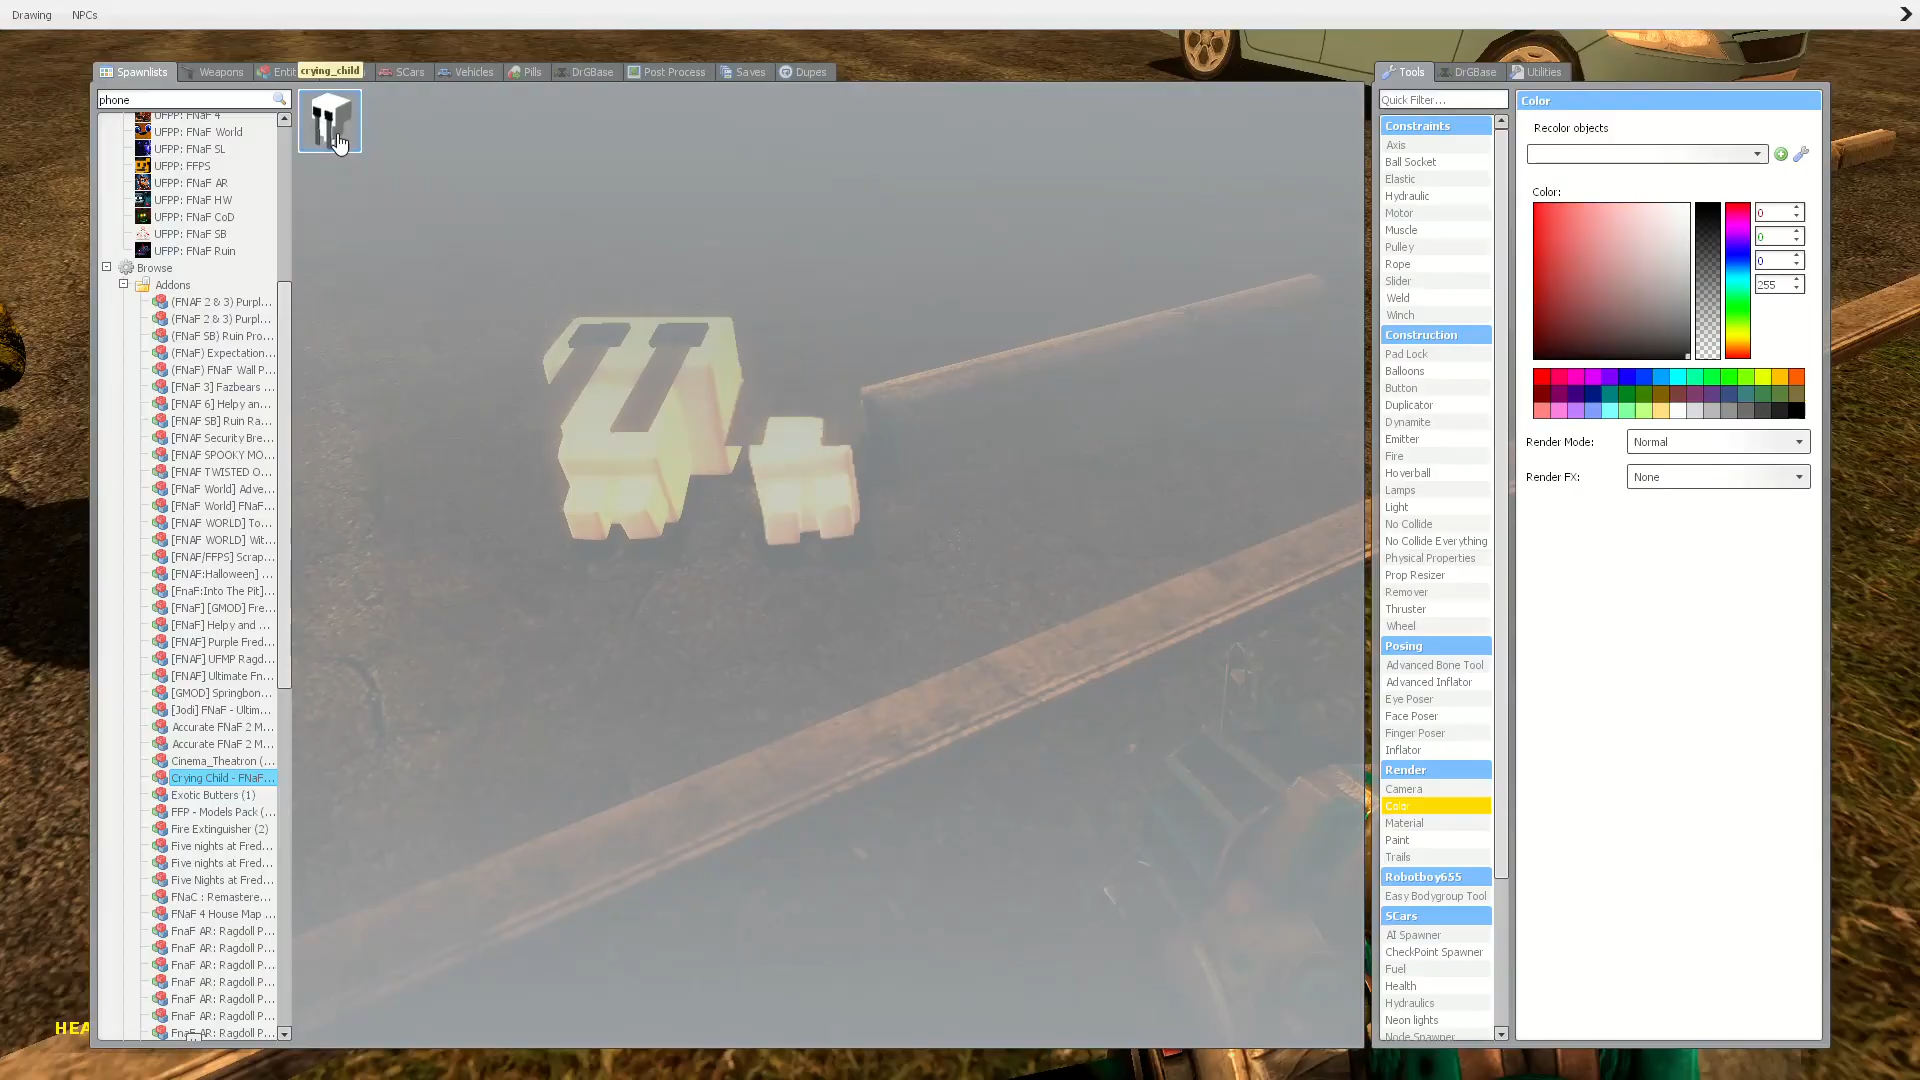 Drawing NPCs
Spawnlists Weapons Entit crying_child SCars Vehicles Pills DrGBase Post Process Saves Dupes
phone
UFPP: FNaF 4
UFPP: FNaF World
UFPP: FNaF SL
UFPP: FFPS
UFPP: FNaF AR
UFPP: FNaF HW
UFPP: FNaF CoD
UFPP: FNaF SB
UFPP: FNaF Ruin
Browse
Addons
(FNAF 2 & 3) Purpl...
(FNaF 2 & 3) Purpl...
(FNaF SB) Ruin Pro...
(FNaF) Expectation...
(FNaF) FNaF Wall P...
[FNaF 3] Fazbears ...
[FNAF 6] Helpy an...
[FNAF SB] Ruin Ra...
[FNAF Security Bre...
[FNAF SPOOKY MO...
[FNAF TWISTED O...
[FNaF World] Adve...
[FNaF World] FNaF...
[FNAF WORLD] To...
[FNAF WORLD] Wit...
[FNAF/FFPS] Scrap...
[FNAF:Halloween] ...
[FnaF:Into The Pit]...
[FNaF] [GMOD] Fre...
[FNaF] Helpy and ...
[FNAF] Purple Fred...
[FNAF] UFMP Ragd...
[FNAF] Ultimate Fn...
[GMOD] Springbon...
[Jodi] FNaF - Ultim...
Accurate FNaF 2 M...
Accurate FNaF 2 M...
Cinema_Theatron (...
Crying Child - FNaF...
Exotic Butters (1)
FFP - Models Pack (...
Fire Extinguisher (2)
Five nights at Fred...
Five nights at Fred...
Five Nights at Fred...
FNaC : Remastere...
FNaF 4 House Map ...
FnaF AR: Ragdoll P...
FnaF AR: Ragdoll P...
FnaF AR: Ragdoll P...
FnaF AR: Ragdoll P...
FnaF AR: Ragdoll P...
FnaF AR: Ragdoll P...
FnaF AR: Ragdoll P...
HEA
Tools DrGBase Utilities
Quick Filter...
Constraints
Axis
Ball Socket
Elastic
Hydraulic
Motor
Muscle
Pulley
Rope
Slider
Weld
Winch
Construction
Pad Lock
Balloons
Button
Duplicator
Dynamite
Emitter
Fire
Hoverball
Lamps
Light
No Collide
No Collide Everything
Physical Properties
Prop Resizer
Remover
Thruster
Wheel
Posing
Advanced Bone Tool
Advanced Inflator
Eye Poser
Face Poser
Finger Poser
Inflator
Render
Camera
Color
Material
Paint
Trails
Robotboy655
Easy Bodygroup Tool
SCars
AI Spawner
CheckPoint Spawner
Fuel
Health
Hydraulics
Neon lights
Node Spawner
Color
Recolor objects
Color:
0
0
0
255
Render Mode: Normal
Render FX: None